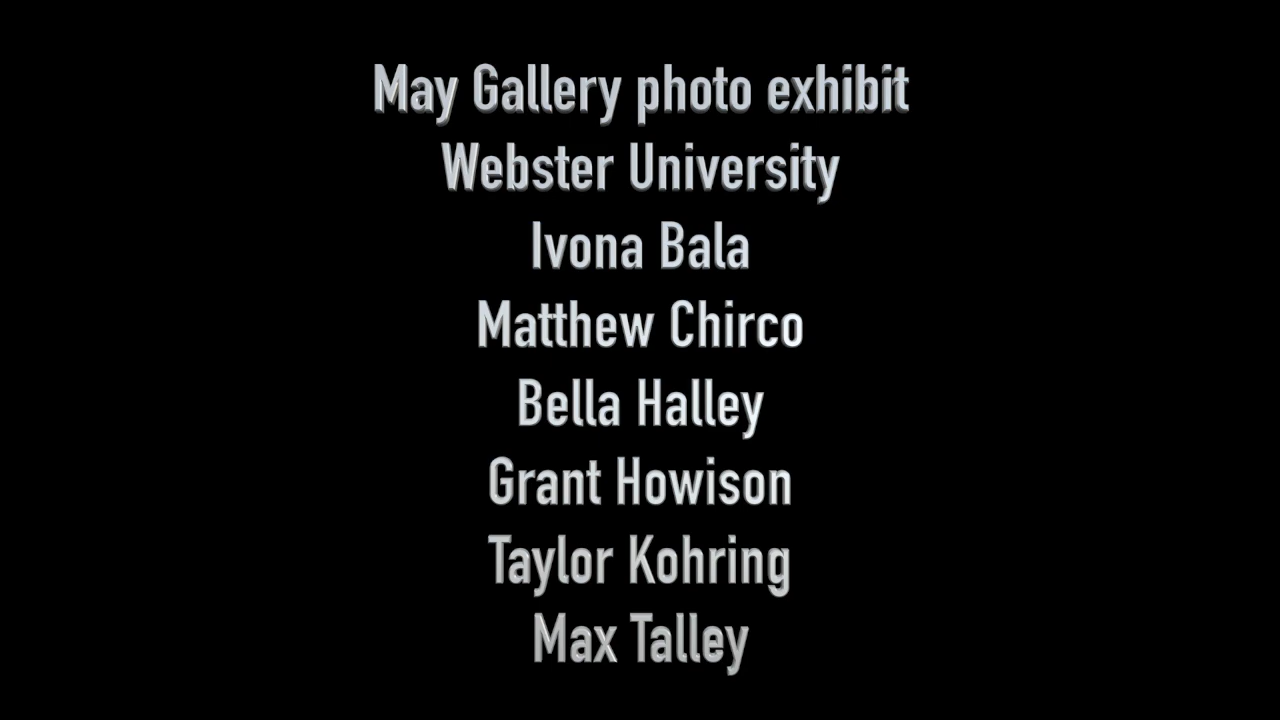 May Gallery photo exhibit
Webster University
Ivona Bala
Matthew Chirco
Bella Halley
Grant Howison
Taylor Kohring
Max Talley